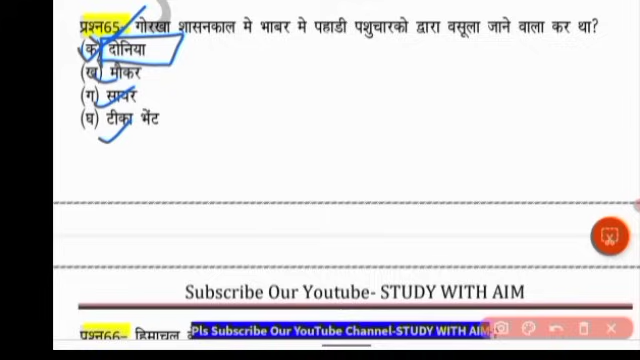 प्रश्न65- गोरखा शासनकाल मे भाबर मे पहाडी पशुचारको द्वारा वसूला जाने वाला कर था?
(क) दोनिया
(ख) मौकर
(ग) सायर
(घ) टीका भेंट
Subscribe Our Youtube- STUDY WITH AIM
प्रश्न66- हिमाचल
Pls Subscribe Our YouTube Channel-STUDY WITH AIM